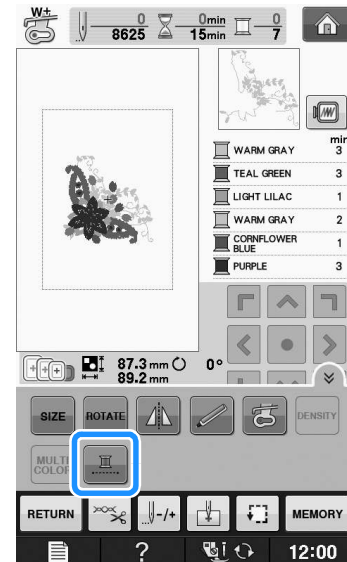 W+
0 0min 0
8625 15min 7
min
WARM GRAY 3
TEAL GREEN 3
LIGHT LILAC 1
WARM GRAY 2
CORNFLOWER BLUE 1
PURPLE 3
87.3 mm 0°
89.2 mm
SIZE ROTATE DENSITY
MULTI COLOR
RETURN -/+ MEMORY
? 12:00